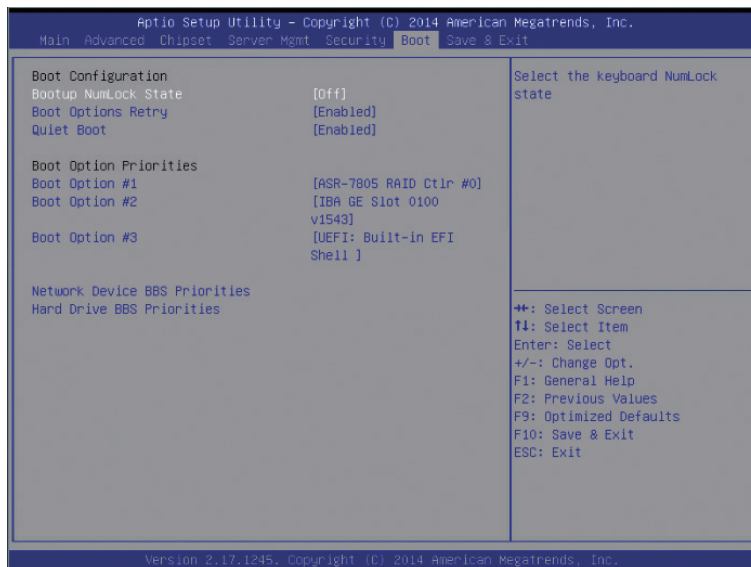 Aptio Setup Utility – Copyright (C) 2014 American Megatrends, Inc.
Main Advanced Chipset Server Mgmt Security Boot Save & Exit
Boot Configuration
Bootup NumLock State [Off]
Boot Options Retry [Enabled]
Quiet Boot [Enabled]
Boot Option Priorities
Boot Option #1 [ASR-7805 RAID Ctlr #0]
Boot Option #2 [IBA GE Slot 0100
v1543]
Boot Option #3 [UEFI: Built-in EFI
Shell ]
Network Device BBS Priorities
Hard Drive BBS Priorities
Select the keyboard NumLock
state
→←: Select Screen
↑↓: Select Item
Enter: Select
+/-: Change Opt.
F1: General Help
F2: Previous Values
F9: Optimized Defaults
F10: Save & Exit
ESC: Exit
Version 2.17.1245. Copyright (C) 2014 American Megatrends, Inc.